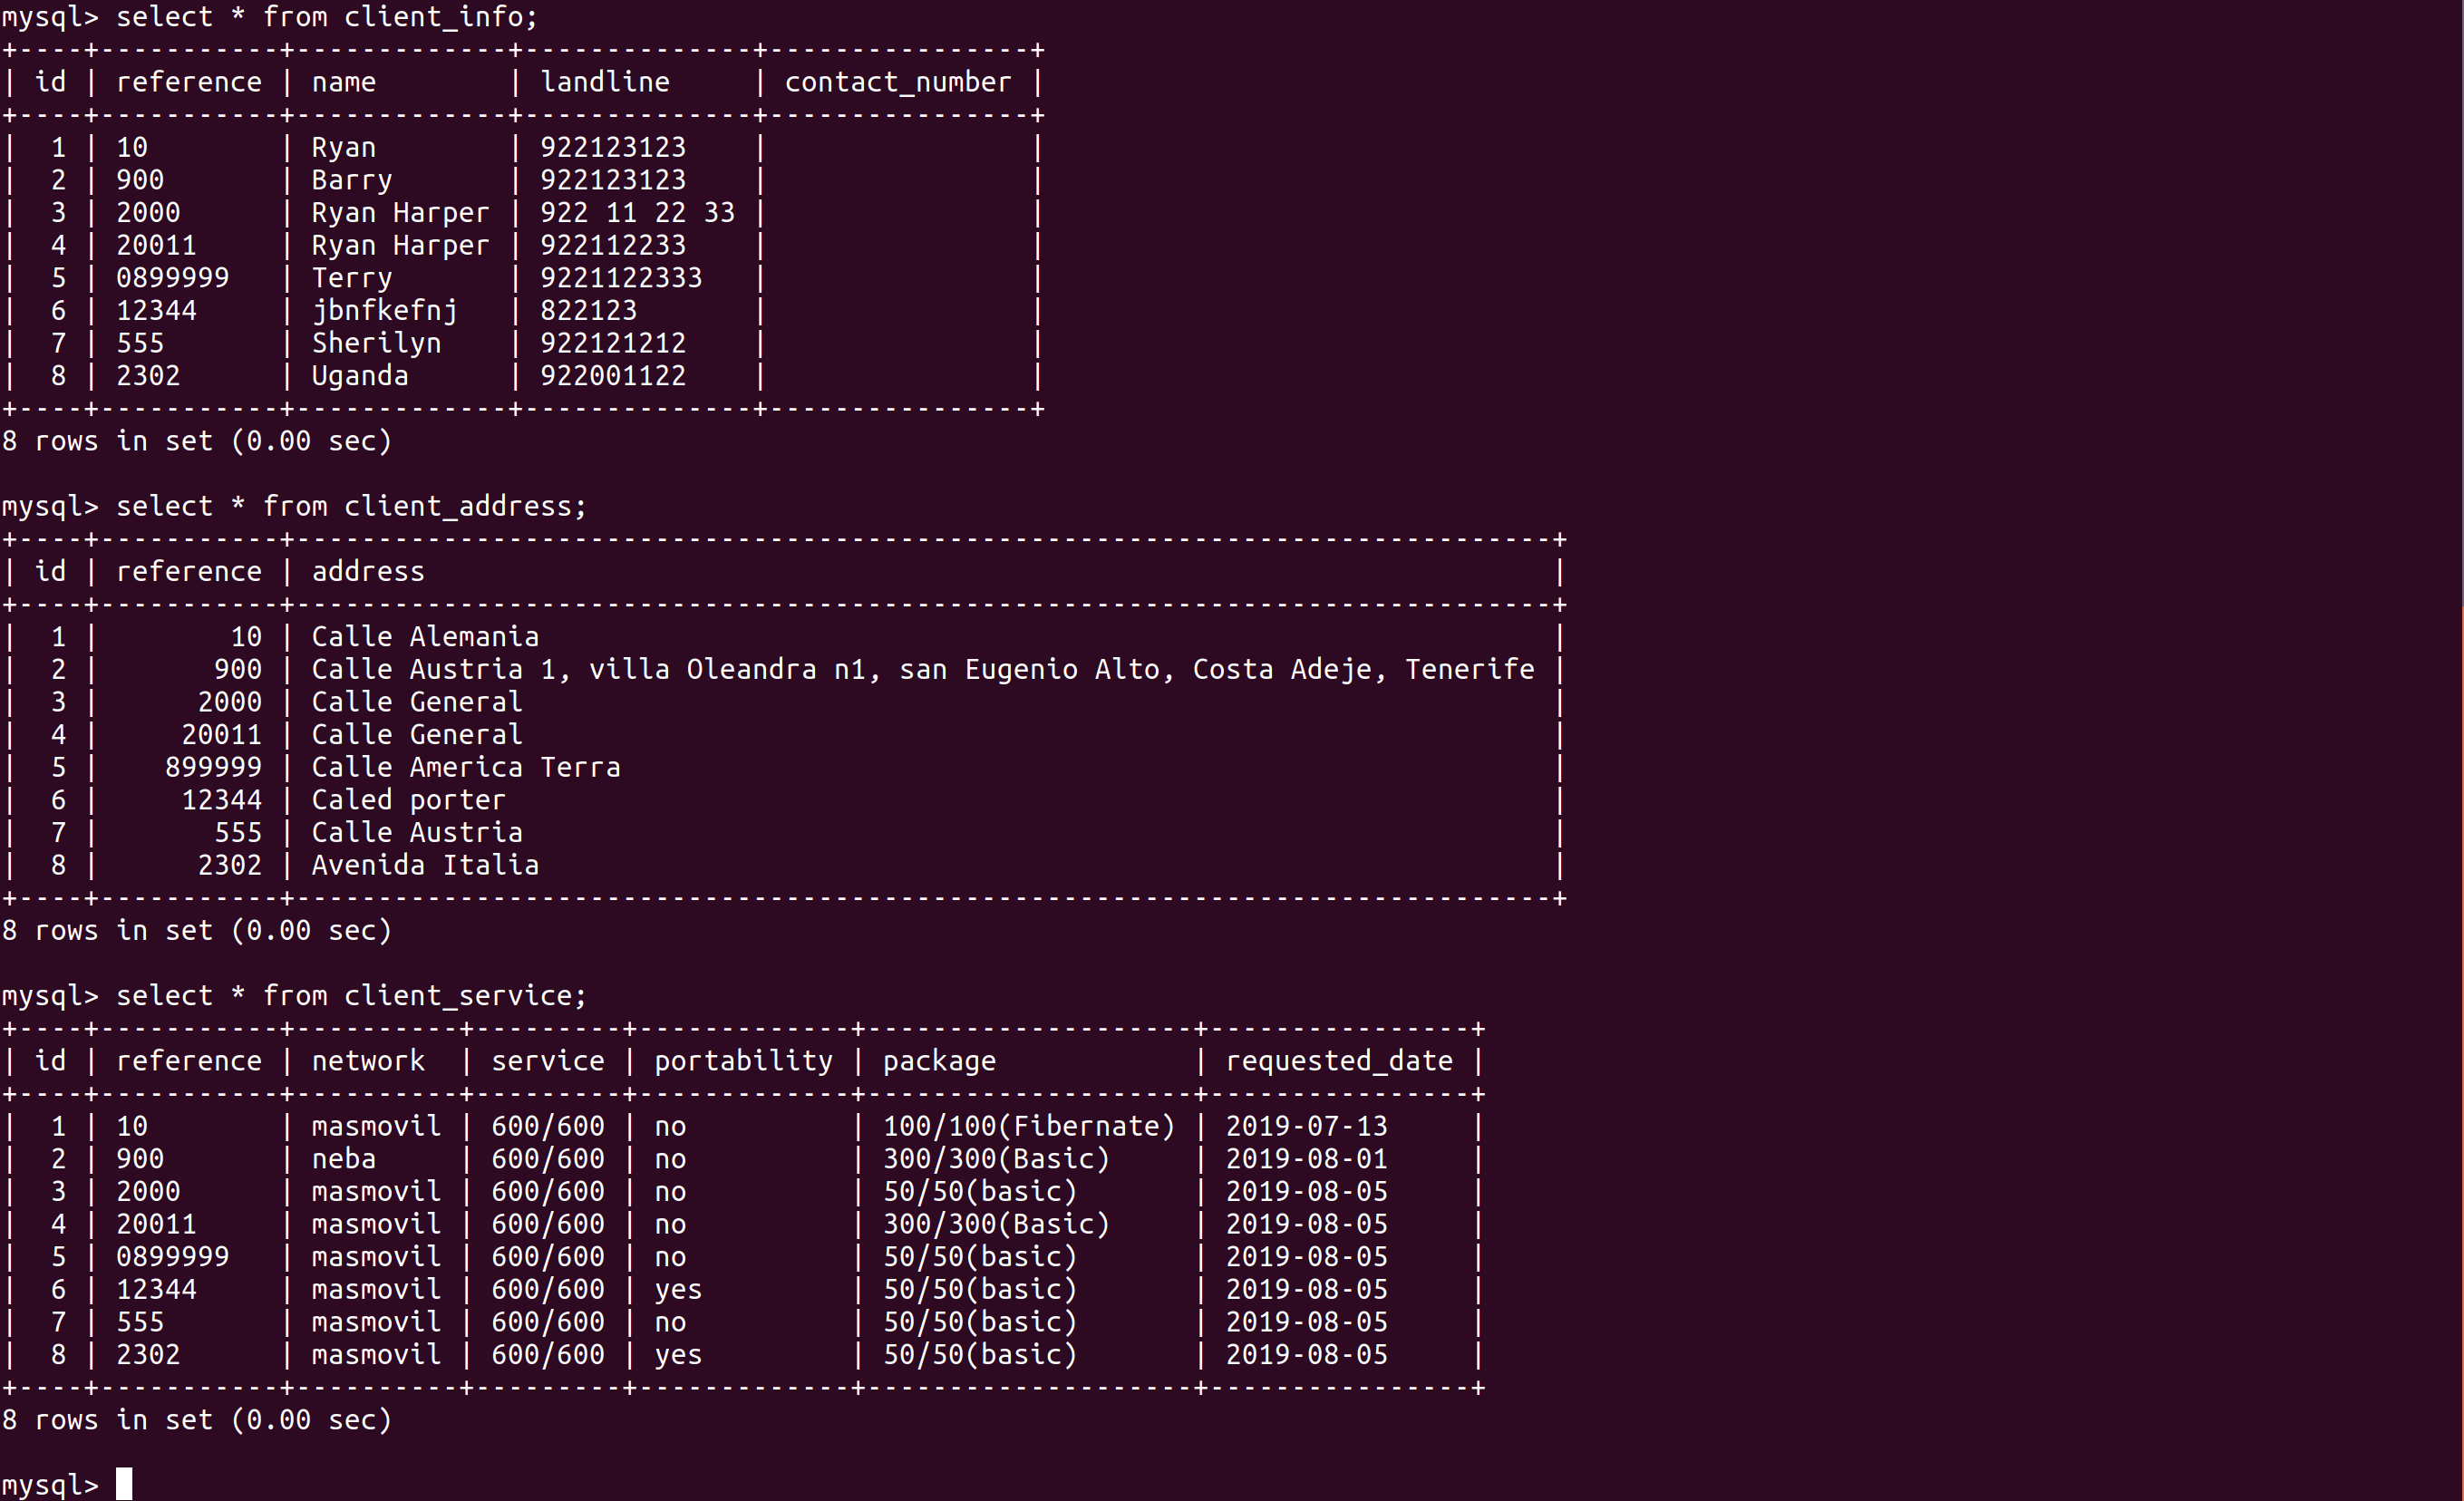 mysql> select * from client_info;
+----+-----------+-------------+--------------+----------------+
| id | reference | name        | landline     | contact_number |
+----+-----------+-------------+--------------+----------------+
|  1 | 10        | Ryan        | 922123123    |                |
|  2 | 900       | Barry       | 922123123    |                |
|  3 | 2000      | Ryan Harper | 922 11 22 33 |                |
|  4 | 20011     | Ryan Harper | 922112233    |                |
|  5 | 0899999   | Terry       | 9221122333   |                |
|  6 | 12344     | jbnfkefnj   | 822123       |                |
|  7 | 555       | Sherilyn    | 922121212    |                |
|  8 | 2302      | Uganda      | 922001122    |                |
+----+-----------+-------------+--------------+----------------+
8 rows in set (0.00 sec)

mysql> select * from client_address;
+----+-----------+-----------------------------------------------------------------------------+
| id | reference | address                                                                     |
+----+-----------+-----------------------------------------------------------------------------+
|  1 |        10 | Calle Alemania                                                              |
|  2 |       900 | Calle Austria 1, villa Oleandra n1, san Eugenio Alto, Costa Adeje, Tenerife |
|  3 |      2000 | Calle General                                                               |
|  4 |     20011 | Calle General                                                               |
|  5 |    899999 | Calle America Terra                                                         |
|  6 |     12344 | Caled porter                                                                |
|  7 |       555 | Calle Austria                                                               |
|  8 |      2302 | Avenida Italia                                                              |
+----+-----------+-----------------------------------------------------------------------------+
8 rows in set (0.00 sec)

mysql> select * from client_service;
+----+-----------+----------+---------+-------------+--------------------+----------------+
| id | reference | network  | service | portability | package            | requested_date |
+----+-----------+----------+---------+-------------+--------------------+----------------+
|  1 | 10        | masmovil | 600/600 | no          | 100/100(Fibernate) | 2019-07-13     |
|  2 | 900       | neba     | 600/600 | no          | 300/300(Basic)     | 2019-08-01     |
|  3 | 2000      | masmovil | 600/600 | no          | 50/50(basic)       | 2019-08-05     |
|  4 | 20011     | masmovil | 600/600 | no          | 300/300(Basic)     | 2019-08-05     |
|  5 | 0899999   | masmovil | 600/600 | no          | 50/50(basic)       | 2019-08-05     |
|  6 | 12344     | masmovil | 600/600 | yes         | 50/50(basic)       | 2019-08-05     |
|  7 | 555       | masmovil | 600/600 | no          | 50/50(basic)       | 2019-08-05     |
|  8 | 2302      | masmovil | 600/600 | yes         | 50/50(basic)       | 2019-08-05     |
+----+-----------+----------+---------+-------------+--------------------+----------------+
8 rows in set (0.00 sec)

mysql>